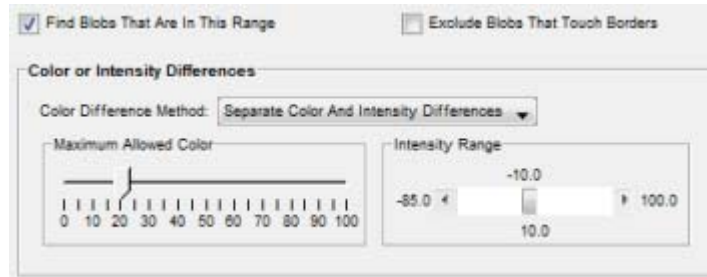 Find Blobs That Are In This Range Exclude Blobs That Touch Borders
Color or Intensity Differences
Color Difference Method: Separate Color And Intensity Differences
Maximum Allowed Color Intensity Range
-10.0
-85.0 100.0
0 10 20 30 40 50 60 70 80 90 100
10.0